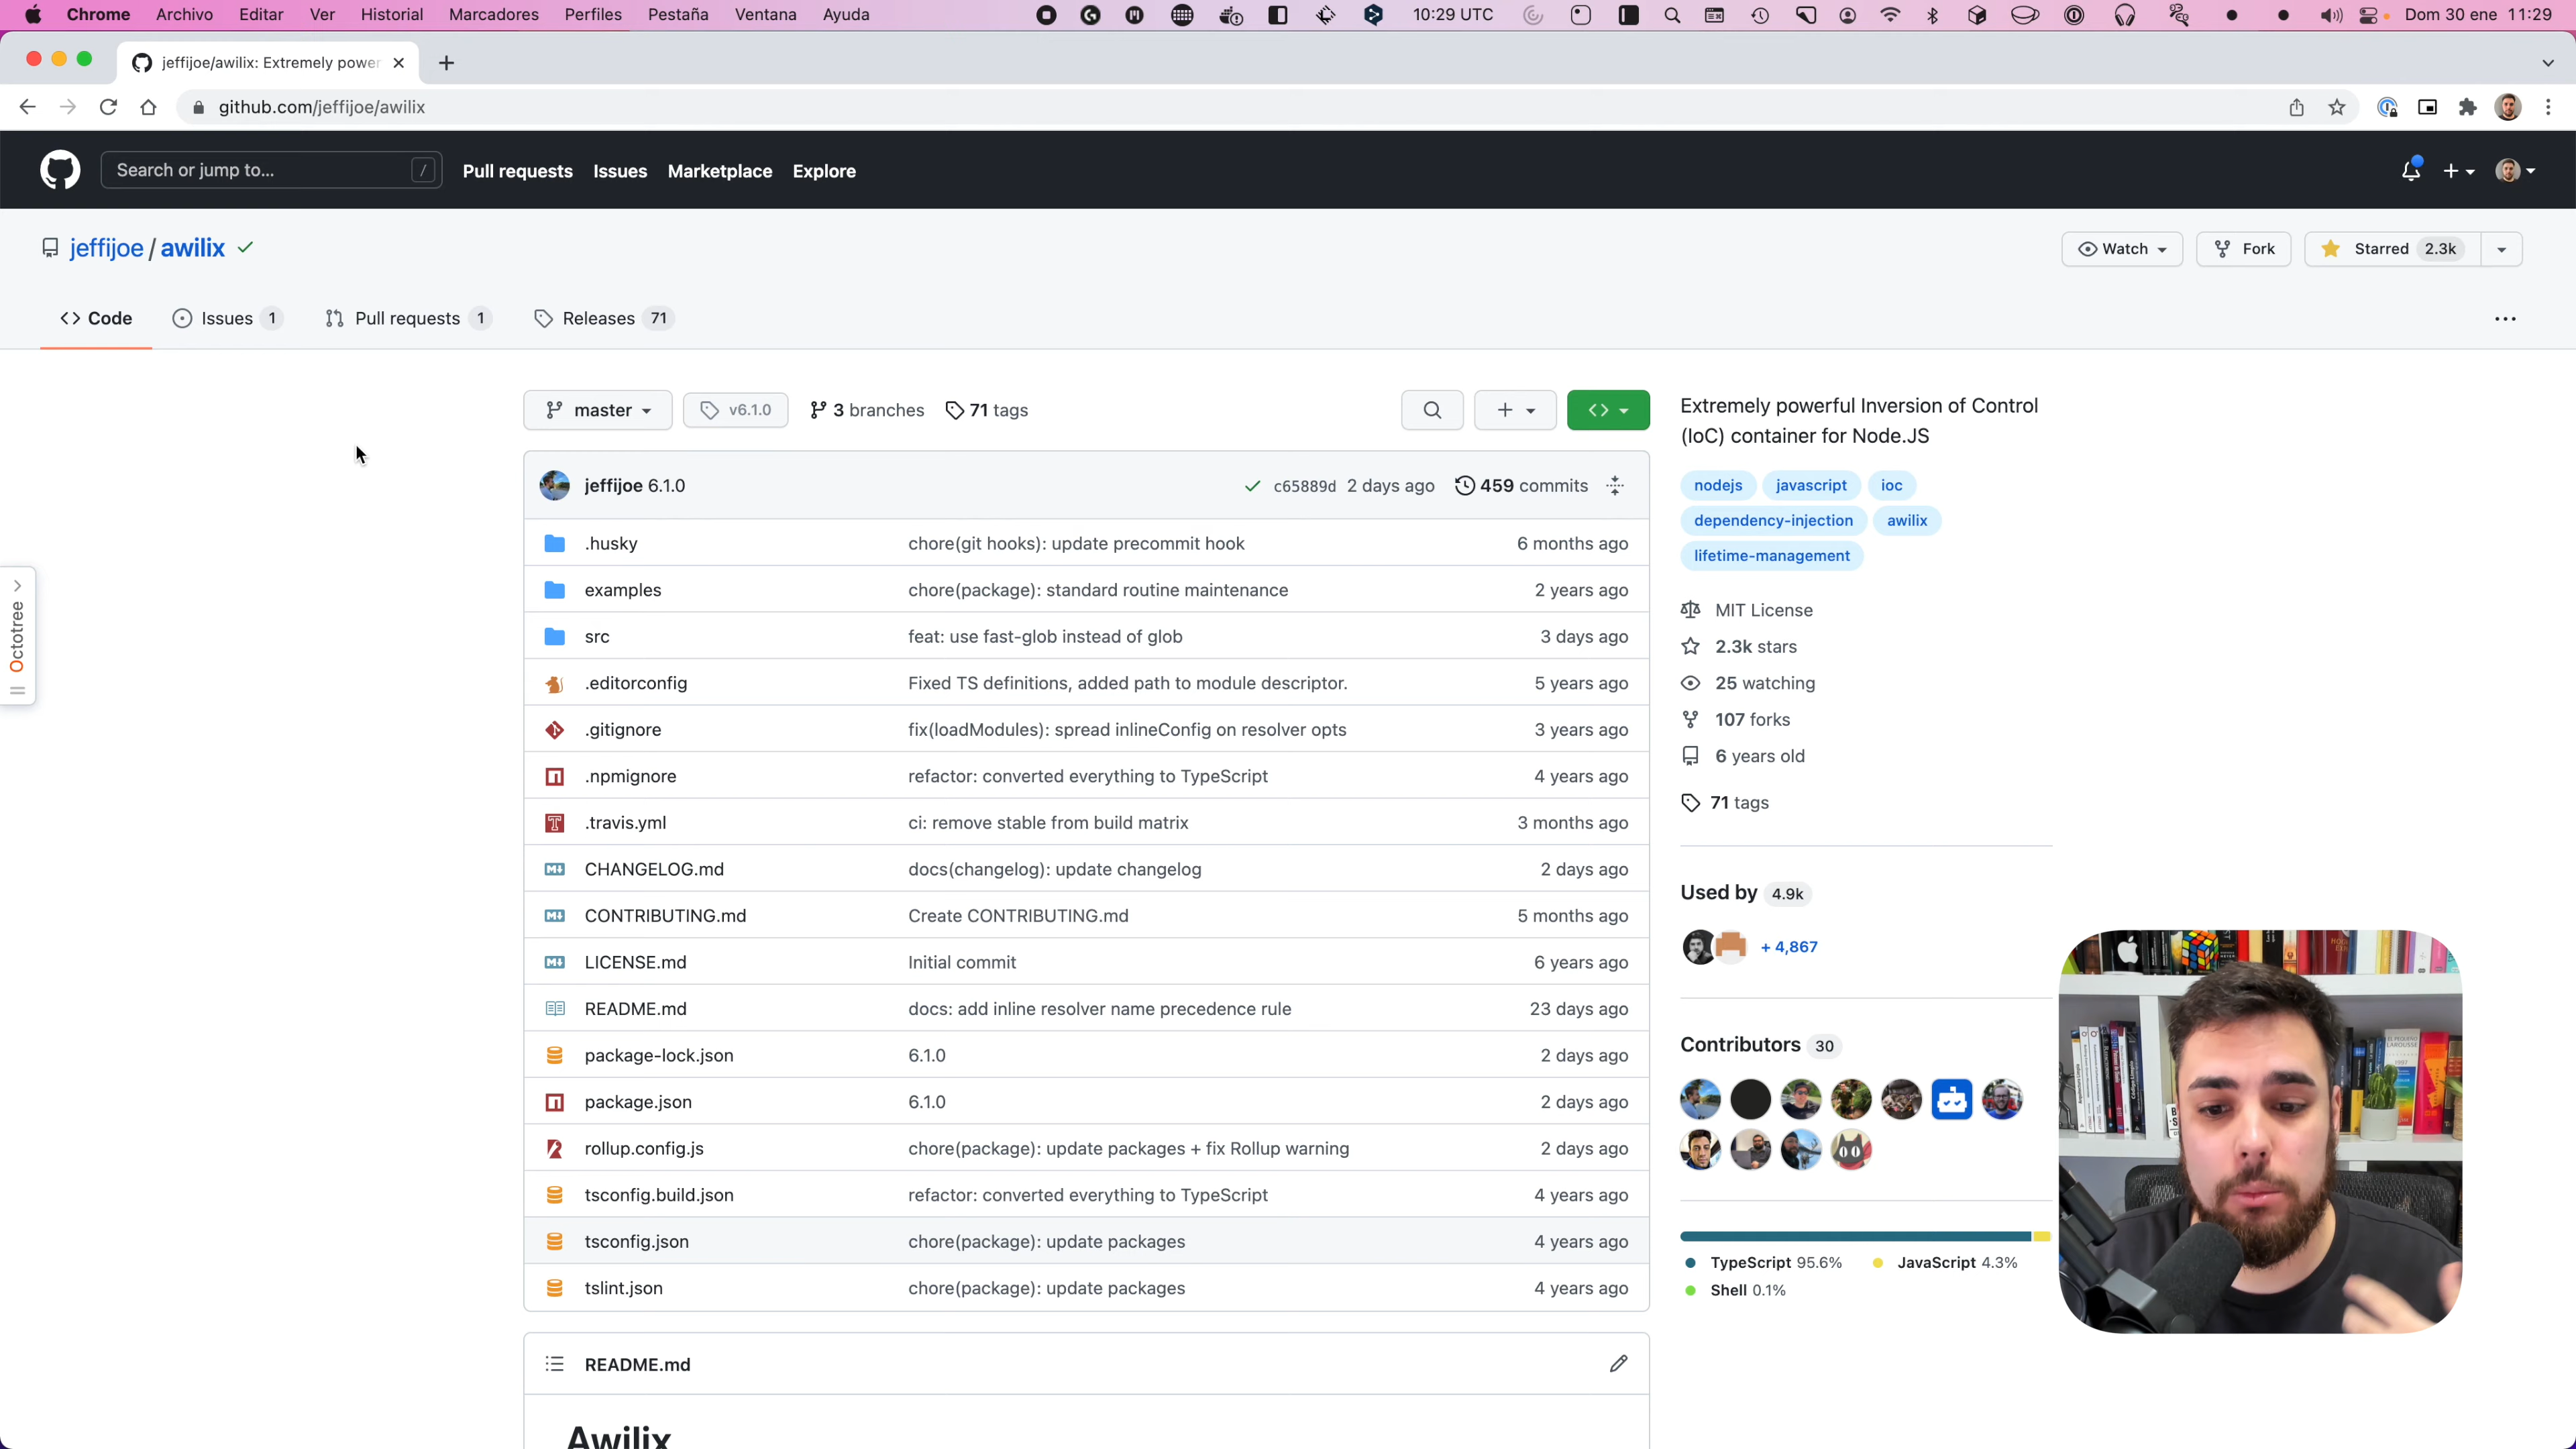 Chrome Archivo Editar Ver Historial Marcadores Perfiles Pestaña Ventana Ayuda 10:29 UTC Dom 30 ene 11:29
jeffijoe/awilix: Extremely power
github.com/jeffijoe/awilix
Search or jump to... / Pull requests Issues Marketplace Explore
jeffijoe / awilix Watch Fork Starred 2.3k
Code Issues 1 Pull requests 1 Releases 71
master v6.1.0 3 branches 71 tags
jeffijoe 6.1.0 c65889d 2 days ago 459 commits
.husky chore(git hooks): update precommit hook 6 months ago
examples chore(package): standard routine maintenance 2 years ago
src feat: use fast-glob instead of glob 3 days ago
.editorconfig Fixed TS definitions, added path to module descriptor. 5 years ago
.gitignore fix(loadModules): spread inlineConfig on resolver opts 3 years ago
.npmignore refactor: converted everything to TypeScript 4 years ago
.travis.yml ci: remove stable from build matrix 3 months ago
CHANGELOG.md docs(changelog): update changelog 2 days ago
CONTRIBUTING.md Create CONTRIBUTING.md 5 months ago
LICENSE.md Initial commit 6 years ago
README.md docs: add inline resolver name precedence rule 23 days ago
package-lock.json 6.1.0 2 days ago
package.json 6.1.0 2 days ago
rollup.config.js chore(package): update packages + fix Rollup warning 2 days ago
tsconfig.build.json refactor: converted everything to TypeScript 4 years ago
tsconfig.json chore(package): update packages 4 years ago
tslint.json chore(package): update packages 4 years ago
README.md
Awilix
Octotree
Extremely powerful Inversion of Control
(IoC) container for Node.JS
nodejs javascript ioc
dependency-injection awilix
lifetime-management
MIT License
2.3k stars
25 watching
107 forks
6 years old
71 tags
Used by 4.9k
+ 4,867
Contributors 30
TypeScript 95.6% JavaScript 4.3%
Shell 0.1%